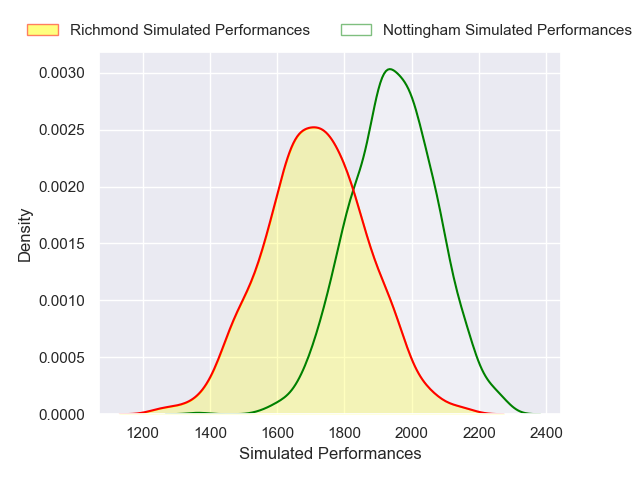 Richmond Simulated Performances
Nottingham Simulated Performances
0.0030
0.0025
0.0020
0.0015
0.0010
0.0005
0.0000
Density
1200 1400 1600 1800 2000 2200 2400
Simulated Performances